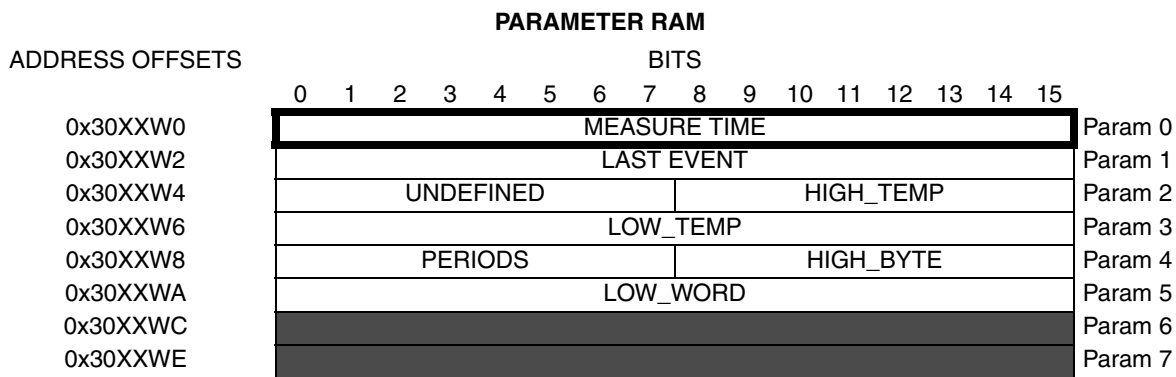 PARAMETER RAM
ADDRESS OFFSETS BITS
0 1 2 3 4 5 6 7 8 9 10 11 12 13 14 15
0x30XXW0 MEASURE TIME Param 0
0x30XXW2 LAST EVENT Param 1
0x30XXW4 UNDEFINED HIGH_TEMP Param 2
0x30XXW6 LOW_TEMP Param 3
0x30XXW8 PERIODS HIGH_BYTE Param 4
0x30XXWA LOW_WORD Param 5
0x30XXWC Param 6
0x30XXWE Param 7